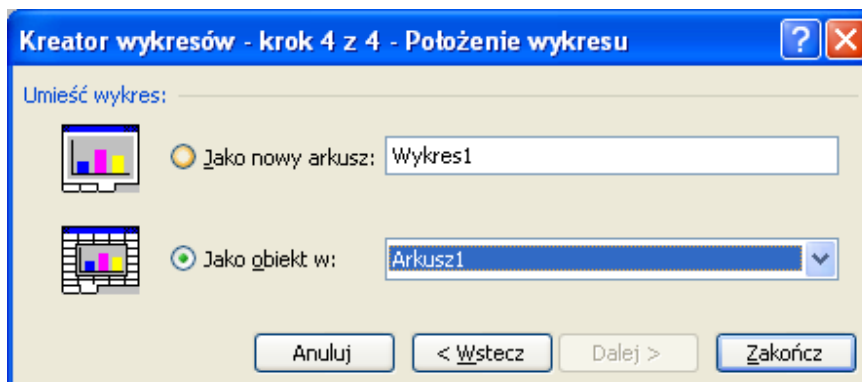 Kreator wykresów - krok 4 z 4 - Położenie wykresu
Umieść wykres:
Jako nowy arkusz: Wykres1
Jako obiekt w: Arkusz1
Anuluj < Wstecz Dalej > Zakończ